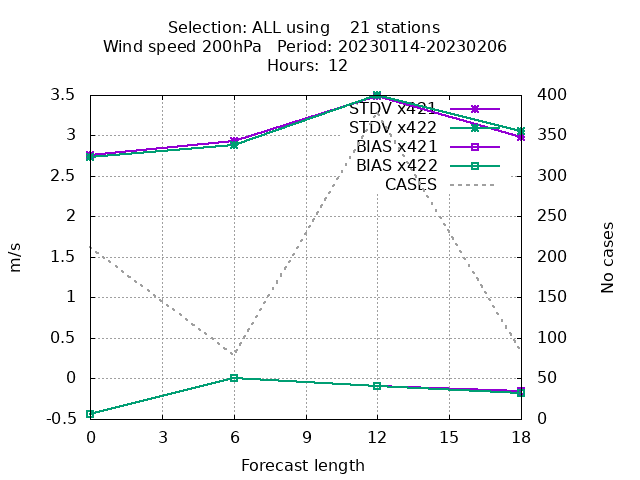 Selection: ALL using 21 stations
Wind speed 200hPa Period: 20230114-20230206
Hours: 12
3.5
3
2.5
2
1.5
1
0.5
0
-0.5
m/s
STDV x421
STDV x422
BIAS x421
BIAS x422
CASES
400
350
300
250
200
150
100
50
0
No cases
0 3 6 9 12 15 18
Forecast length